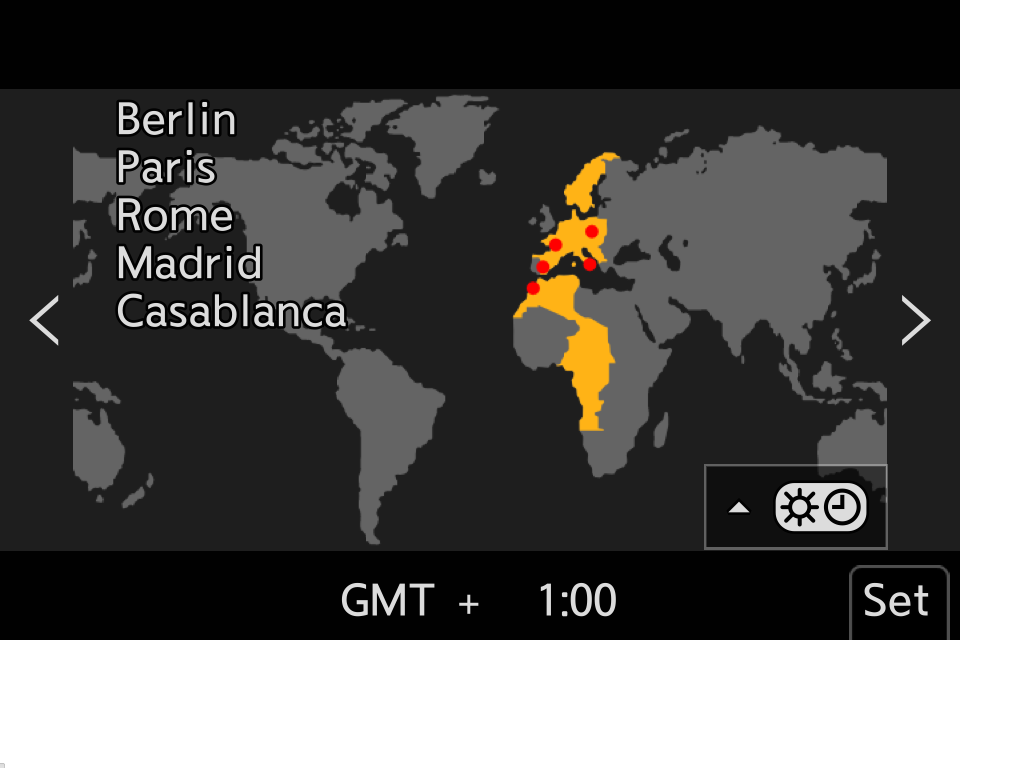 Berlin
Paris
Rome
Madrid
Casablanca
GMT + 1:00
Set